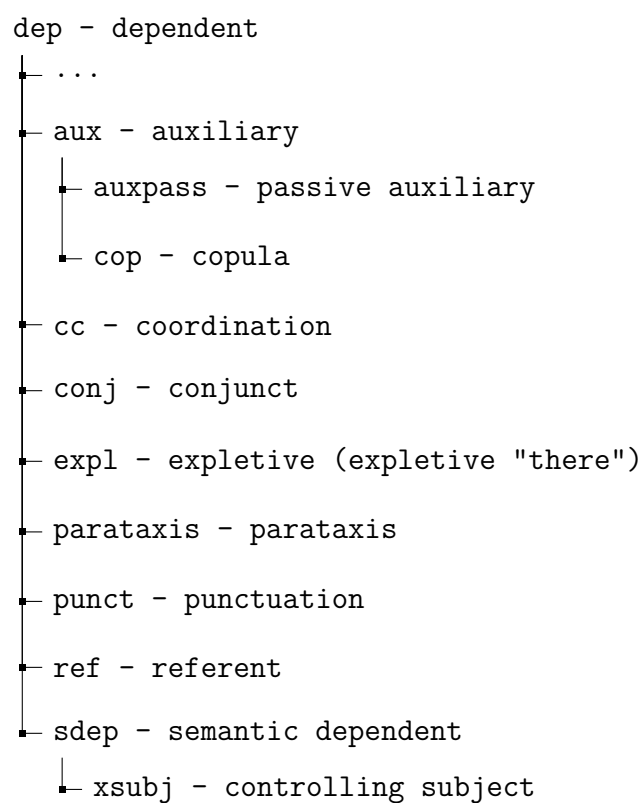 dep - dependent
...
aux - auxiliary
auxpass - passive auxiliary
cop - copula
cc - coordination
conj - conjunct
expl - expletive (expletive "there")
parataxis - parataxis
punct - punctuation
ref - referent
sdep - semantic dependent
xsubj - controlling subject